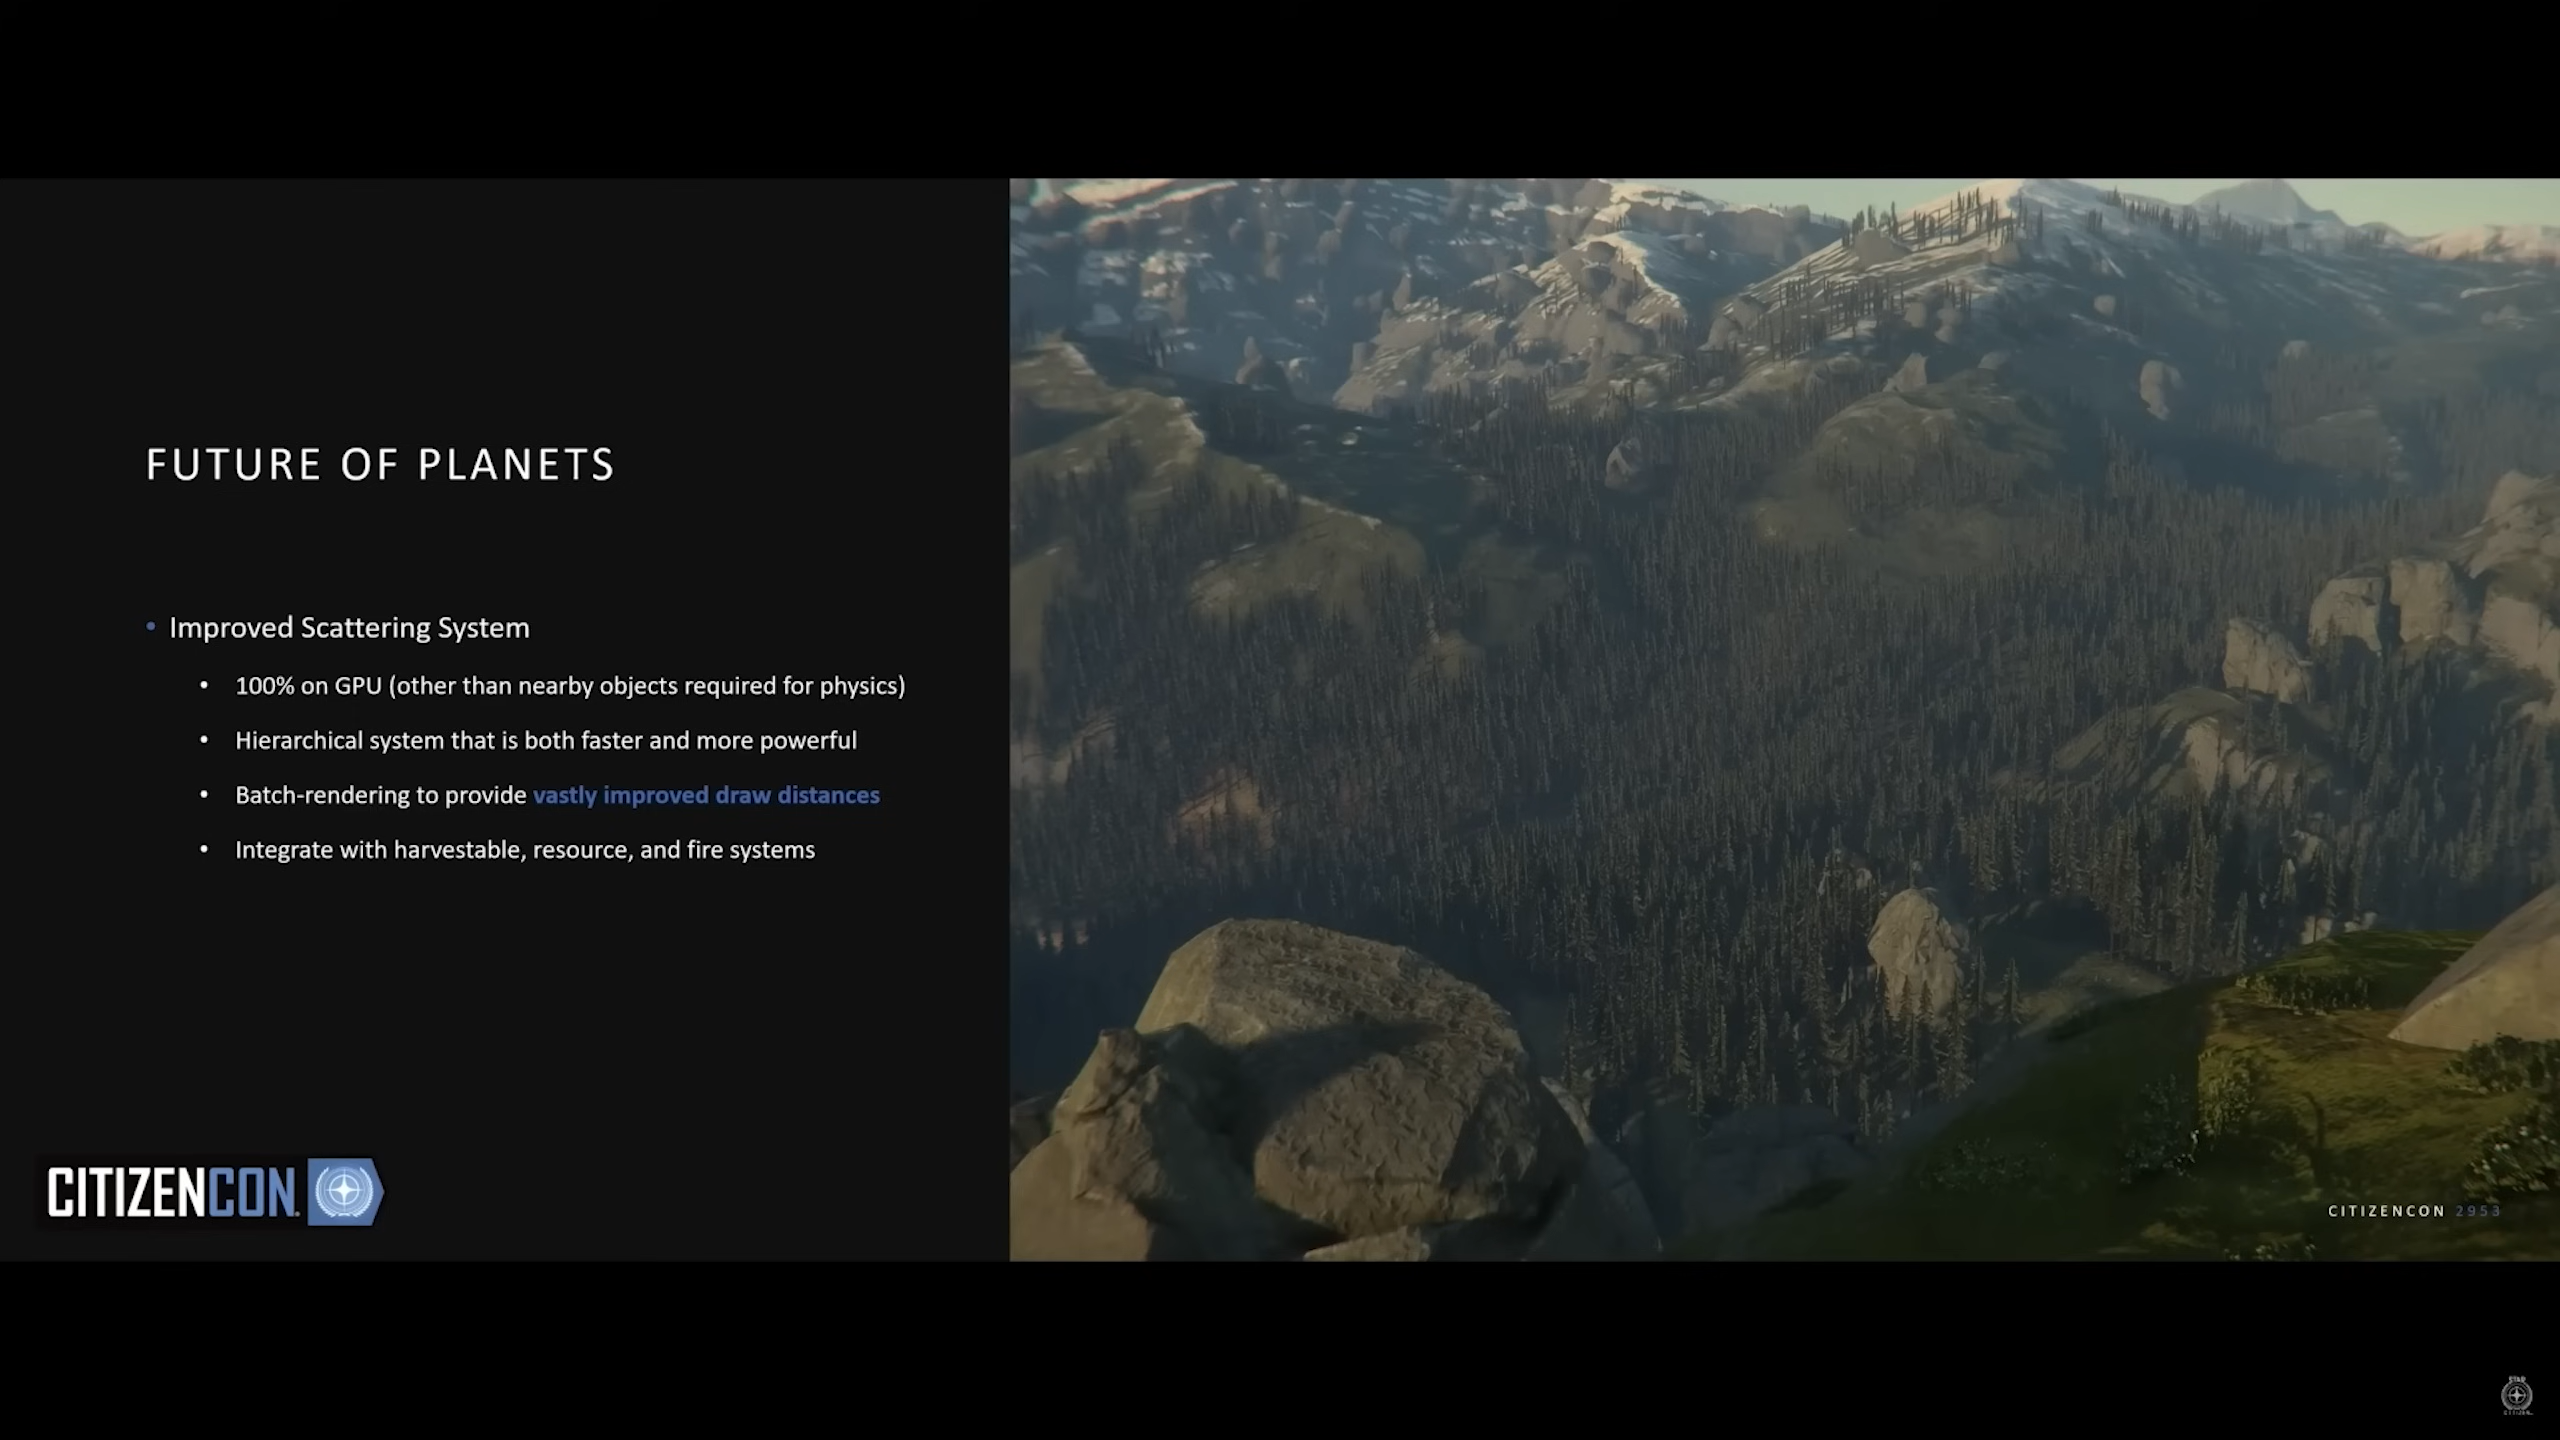 FUTURE OF PLANETS
• Improved Scattering System
• 100% on GPU (other than nearby objects required for physics)
• Hierarchical system that is both faster and more powerful
• Batch-rendering to provide vastly improved draw distances
• Integrate with harvestable, resource, and fire systems
CITIZENCON.
CITIZENCON 2953
STAR
CITIZEN